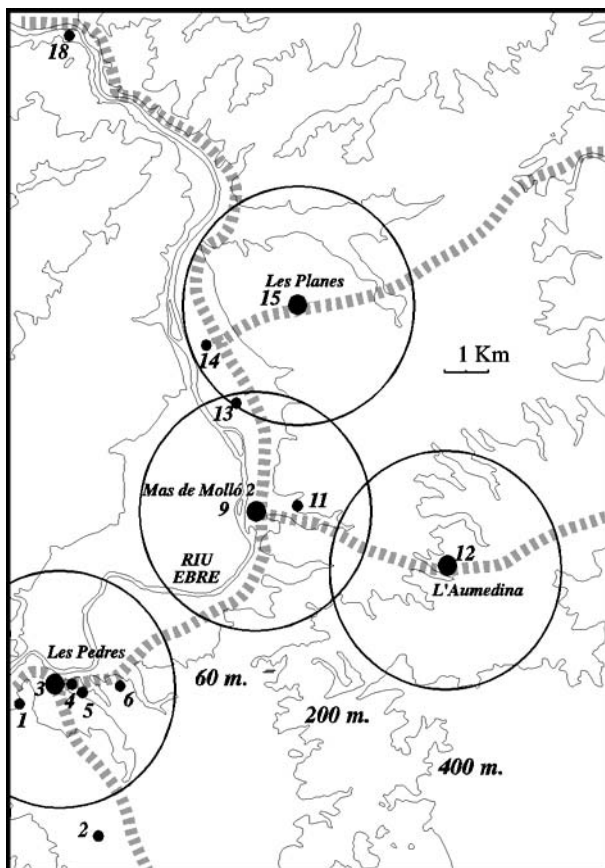 18
Les Planes
15
14
1 Km
13
Mas de Molló 2
9
11
12
L'Aumedina
RIU
EBRE
Les Pedres
3
4
5
6
1
60 m.
200 m.
400 m.
2